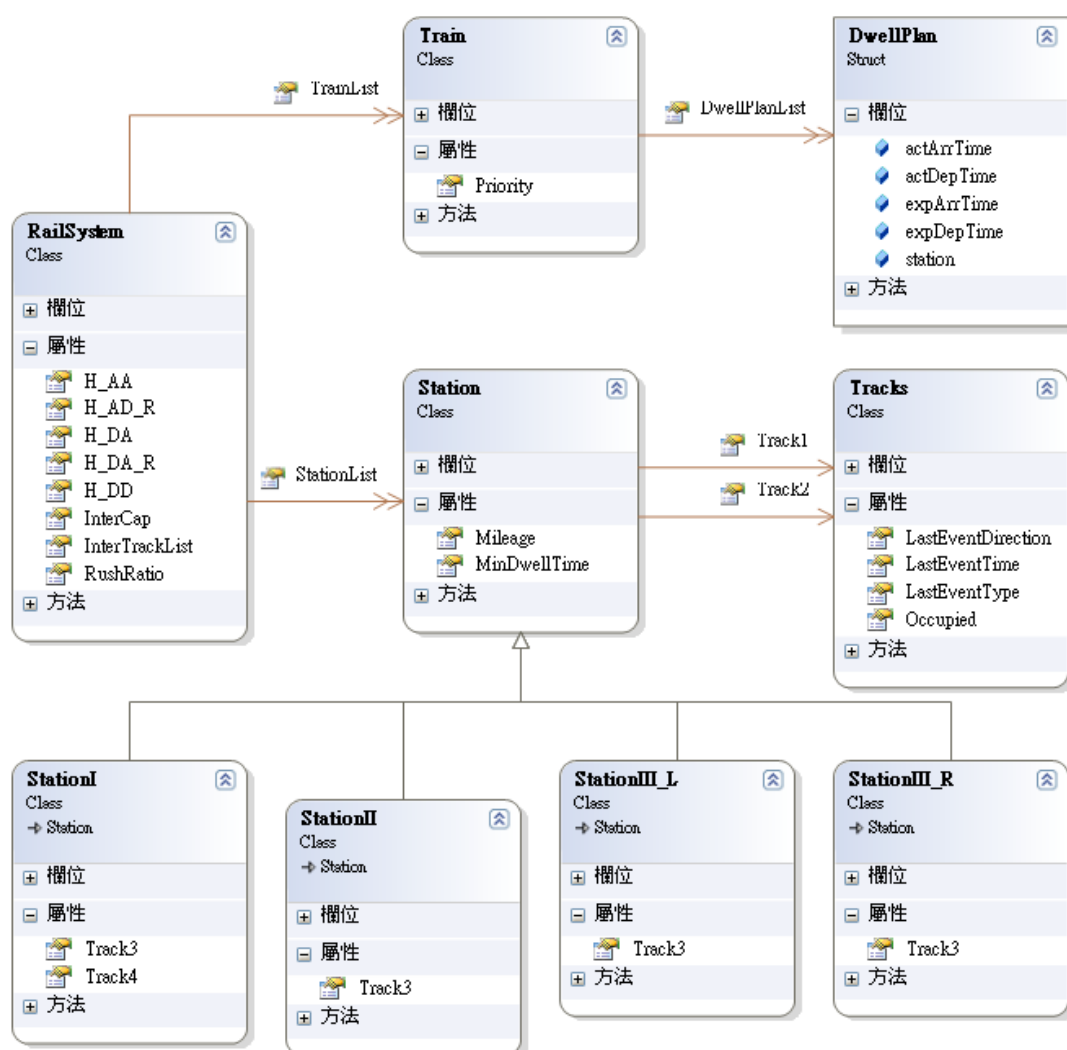 Train
Class
欄位
屬性
Priority
方法
TrainList
DwellPlanList
DwellPlan
Struct
欄位
actArrTime
actDepTime
expArrTime
expDepTime
station
方法
RailSystem
Class
欄位
屬性
H_AA
H_AD_R
H_DA
H_DA_R
H_DD
InterCap
InterTrackList
RushRatio
方法
StationList
Station
Class
欄位
屬性
Mileage
MinDwellTime
方法
Track1
Track2
Tracks
Class
欄位
屬性
LastEventDirection
LastEventTime
LastEventType
Occupied
方法
StationI
Class
Station
欄位
屬性
Track3
Track4
方法
StationII
Class
Station
欄位
屬性
Track3
方法
StationIII_L
Class
Station
欄位
屬性
Track3
方法
StationIII_R
Class
Station
欄位
屬性
Track3
方法